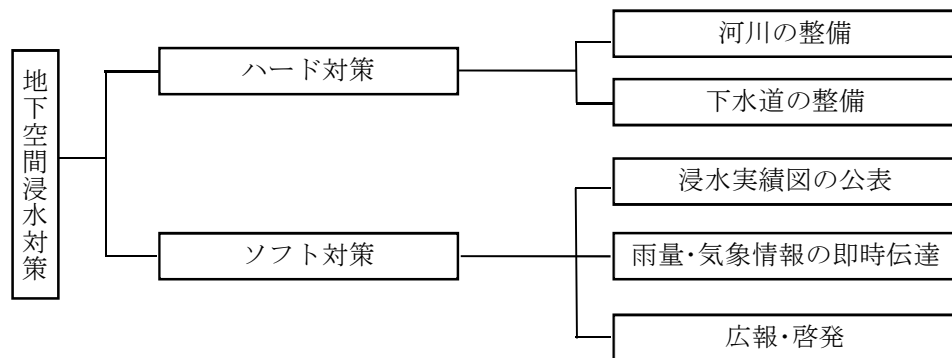 地下空間浸水対策
ハード対策
河川の整備
下水道の整備
ソフト対策
浸水実績図の公表
雨量・気象情報の即時伝達
広報・啓発